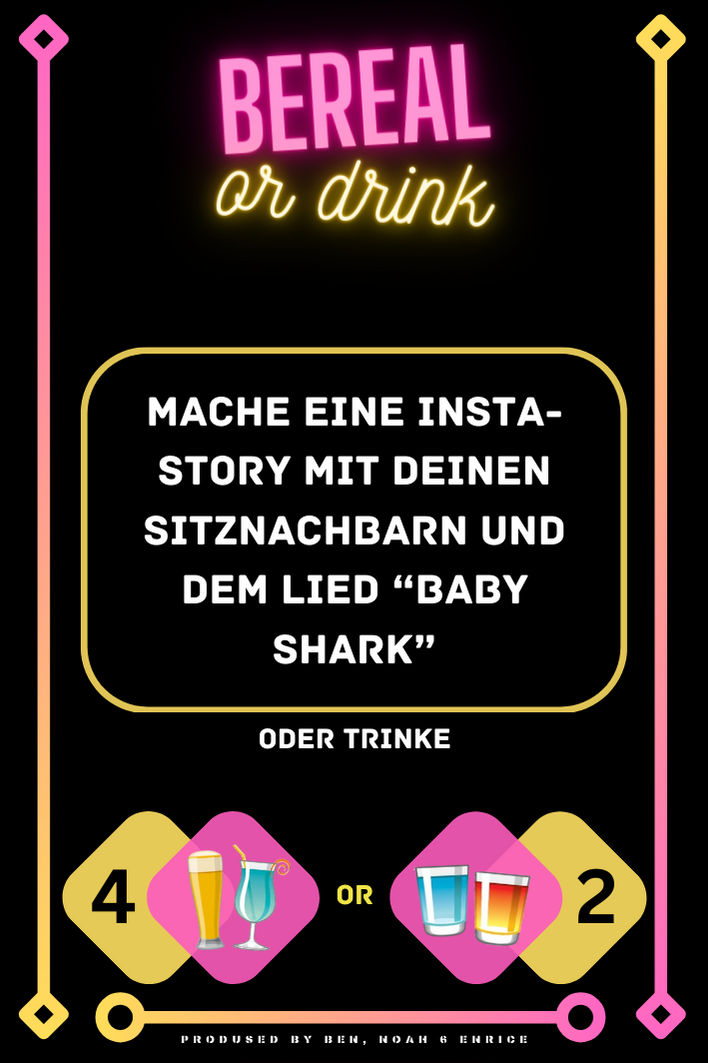 BEREAL
or drink
MACHE EINE INSTA-
STORY MIT DEINEN
SITZNACHBARN UND
DEM LIED “BABY
SHARK”
ODER TRINKE
4 OR 2
PRODUSED BY BEN, NOAH & ENRICE